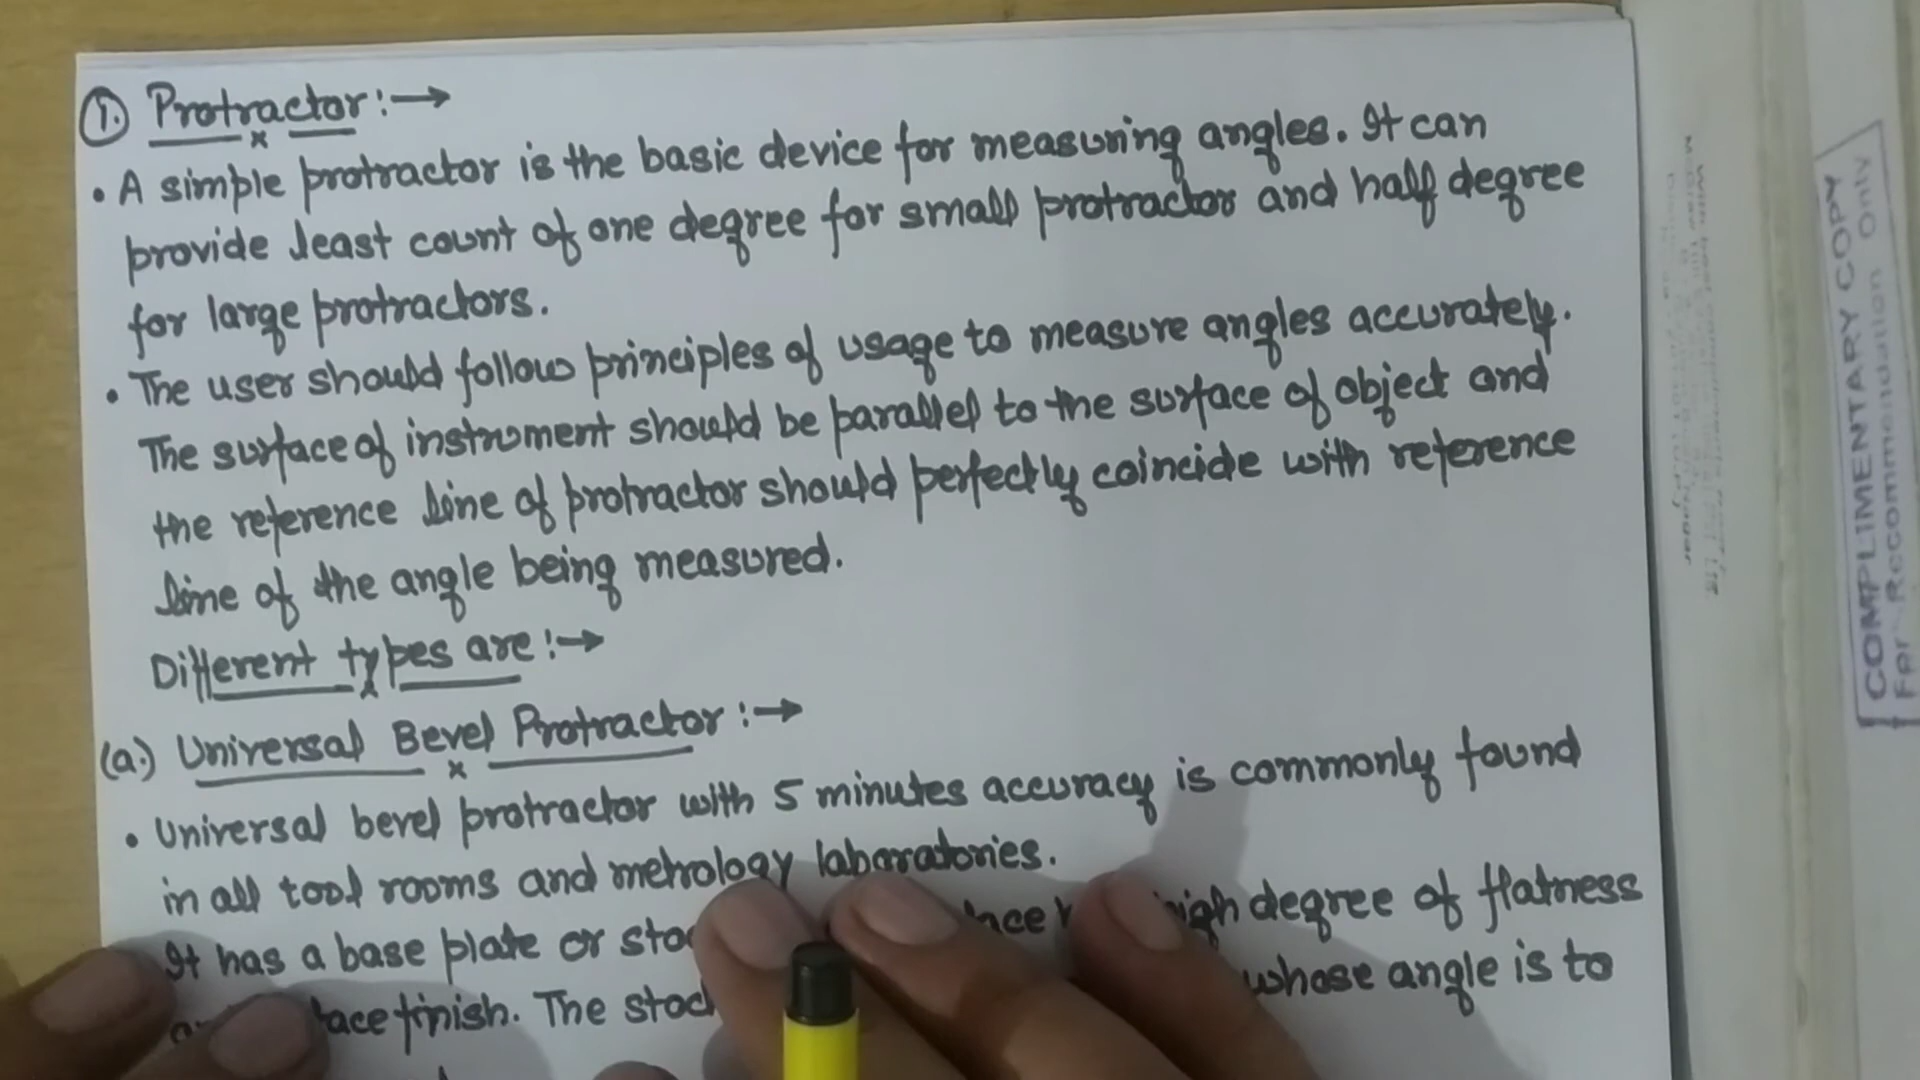 1. Protractor :→
• A simple protractor is the basic device for measuring angles. It can
provide least count of one degree for small protractor and half degree
for large protractors.
• The user should follow principles of usage to measure angles accurately.
The surface of instrument should be parallel to the surface of object and
the reference line of protractor should perfectly coincide with reference
line of the angle being measured.
Different types are :→
(a.) Universal Bevel Protractor :→
• Universal bevel protractor with 5 minutes accuracy is commonly found
in all tool rooms and metrology laboratories.
It has a base plate or degree of flatness
finish. The whose angle is to
COMPLIMENTARY COPY
For Recommendation Only